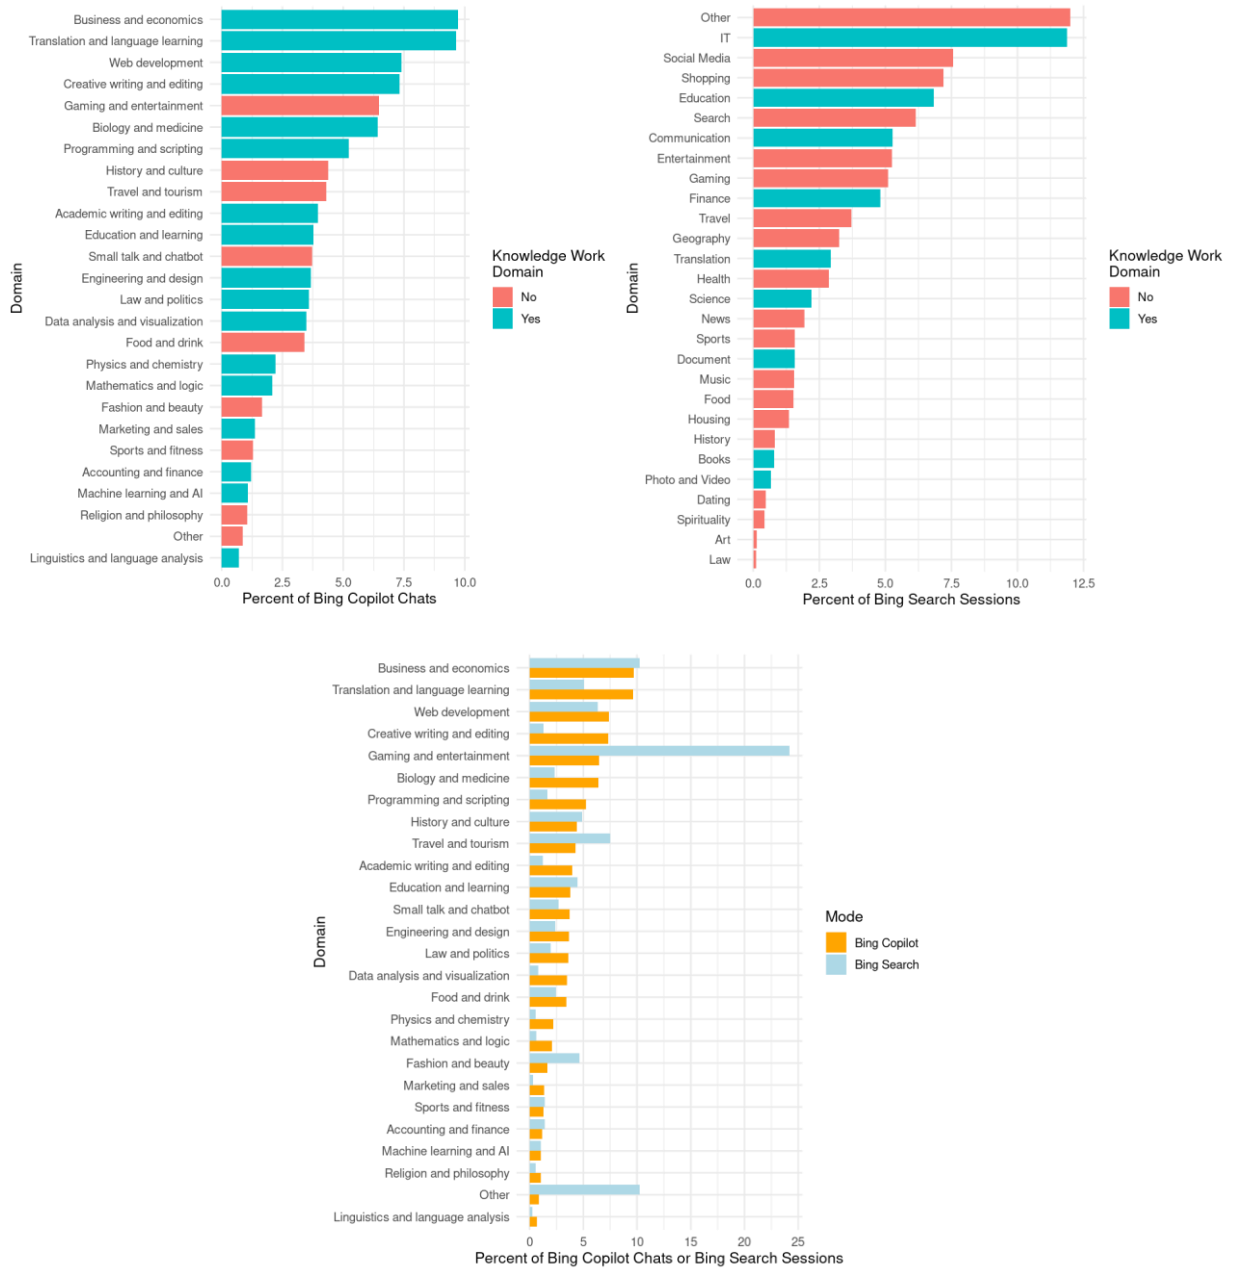 Business and economics
Translation and language learning
Web development
Creative writing and editing
Gaming and entertainment
Biology and medicine
Programming and scripting
History and culture
Travel and tourism
Academic writing and editing
Education and learning
Small talk and chatbot
Engineering and design
Law and politics
Data analysis and visualization
Food and drink
Physics and chemistry
Mathematics and logic
Fashion and beauty
Marketing and sales
Sports and fitness
Accounting and finance
Machine learning and AI
Religion and philosophy
Other
Linguistics and language analysis
Domain
0.0 2.5 5.0 7.5 10.0
Percent of Bing Copilot Chats
Knowledge Work
Domain
No
Yes
Other
IT
Social Media
Shopping
Education
Search
Communication
Entertainment
Gaming
Finance
Travel
Geography
Translation
Health
Science
News
Sports
Document
Music
Food
Housing
History
Books
Photo and Video
Dating
Spirituality
Art
Law
Domain
0.0 2.5 5.0 7.5 10.0 12.5
Percent of Bing Search Sessions
Knowledge Work
Domain
No
Yes
Business and economics
Translation and language learning
Web development
Creative writing and editing
Gaming and entertainment
Biology and medicine
Programming and scripting
History and culture
Travel and tourism
Academic writing and editing
Education and learning
Small talk and chatbot
Engineering and design
Law and politics
Data analysis and visualization
Food and drink
Physics and chemistry
Mathematics and logic
Fashion and beauty
Marketing and sales
Sports and fitness
Accounting and finance
Machine learning and AI
Religion and philosophy
Other
Linguistics and language analysis
Domain
0 5 10 15 20 25
Percent of Bing Copilot Chats or Bing Search Sessions
Mode
Bing Copilot
Bing Search